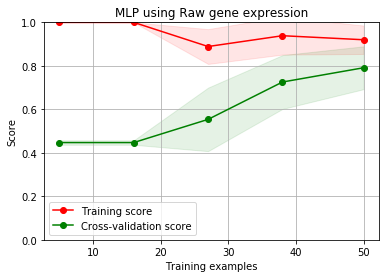 MLP using Raw gene expression
1.0
0.8
0.6
0.4
0.2
0.0
Score
Training score
Cross-validation score
10
20
30
40
50
Training examples